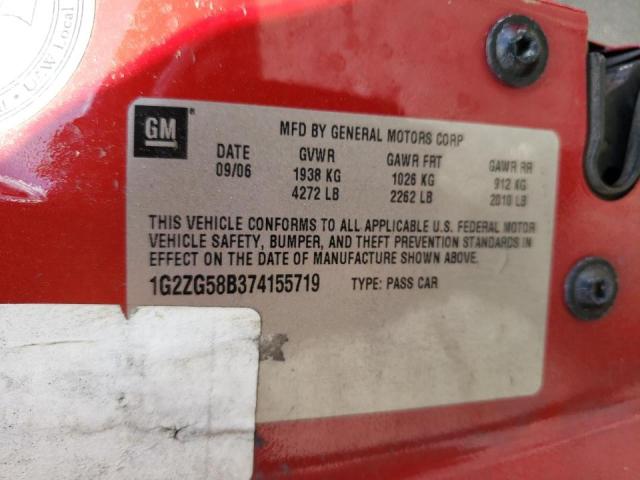 UAW Local
GM®
MFD BY GENERAL MOTORS CORP
DATE GVWR GAWR FRT GAWR RR
09/06 1938 KG 1026 KG 912 KG
4272 LB 2262 LB 2010 LB
THIS VEHICLE CONFORMS TO ALL APPLICABLE U.S. FEDERAL MOTOR
VEHICLE SAFETY, BUMPER, AND THEFT PREVENTION STANDARDS IN
EFFECT ON THE DATE OF MANUFACTURE SHOWN ABOVE.
1G2ZG58B374155719 TYPE: PASS CAR